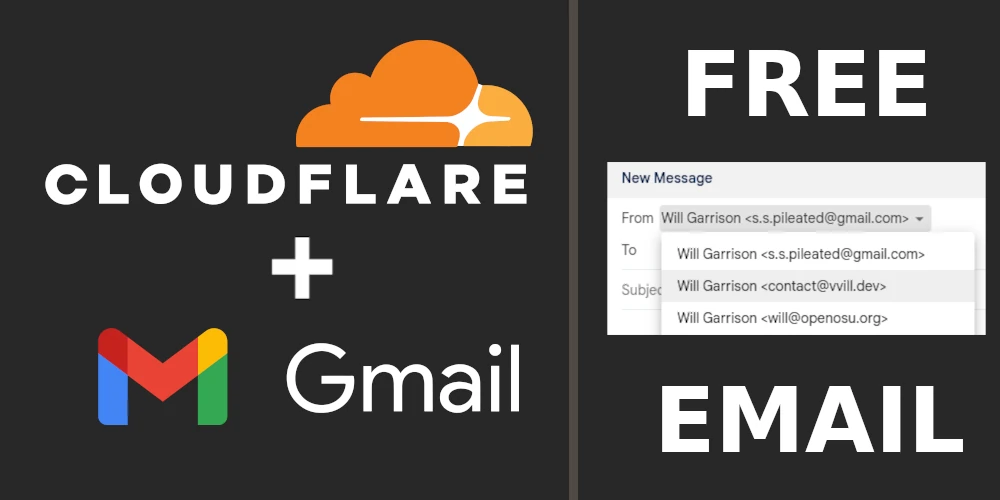 CLOUDFLARE
+
Gmail
FREE
New Message
From Will Garrison <s.s.pileated@gmail.com>
To
Will Garrison <s.s.pileated@gmail.com>
Subjec
Will Garrison <contact@vvill.dev>
Will Garrison <will@openosu.org>
EMAIL